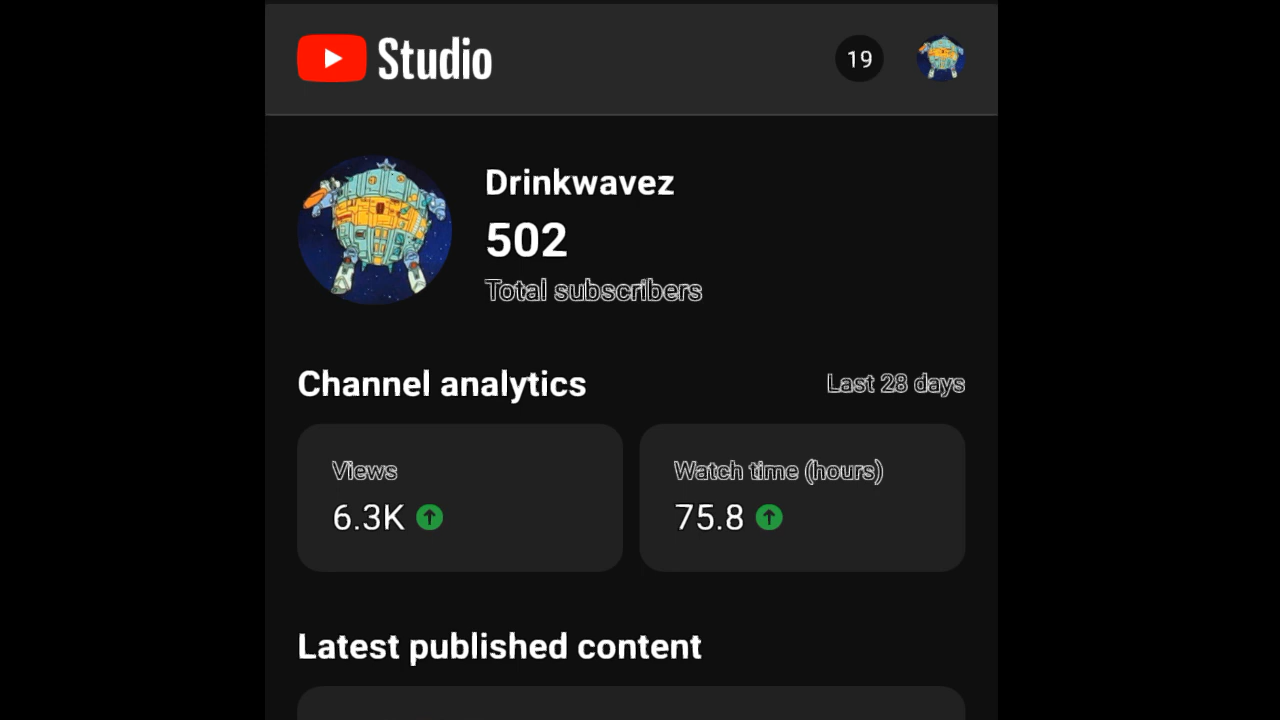 Studio
19
Drinkwavez
502
Total subscribers
Channel analytics
Last 28 days
Views
6.3K
Watch time (hours)
75.8
Latest published content